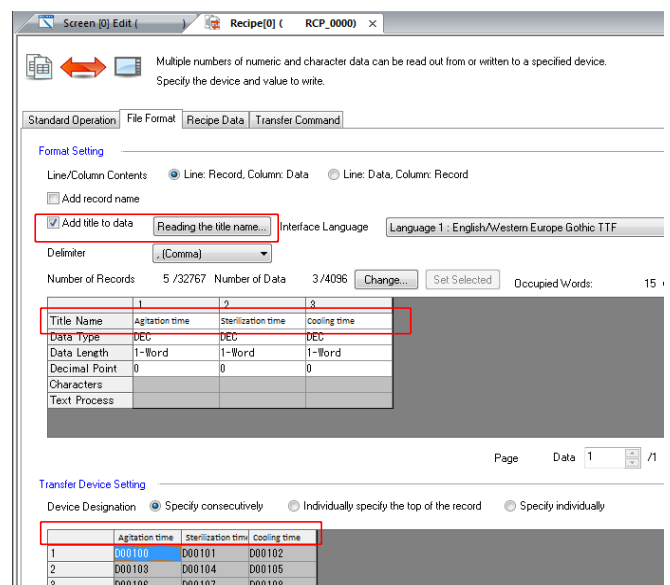 Screen [0] Edit (          )
Recipe[0] (      RCP_0000)
Multiple numbers of numeric and character data can be read out from or written to a specified device.
Specify the device and value to write.
Standard Operation File Format Recipe Data Transfer Command
Format Setting
Line/Column Contents Line: Record, Column: Data Line: Data, Column: Record
Add record name
Add title to data Reading the title name... Interface Language Language 1 : English/Western Europe Gothic TTF
Delimiter , (Comma)
Number of Records 5 /32767 Number of Data 3 /4096 Change... Set Selected Occupied Words: 15
1 2 3
Title Name Agitation time Sterilization time Cooling time
Data Type DEC DEC DEC
Data Length 1-Word 1-Word 1-Word
Decimal Point 0 0 0
Characters
Text Process
Page Data 1 /1
Transfer Device Setting
Device Designation Specify consecutively Individually specify the top of the record Specify individually
Agitation time Sterilization time Cooling time
1 D00100 D00101 D00102
2 D00103 D00104 D00105
3 D00106 D00107 D00108